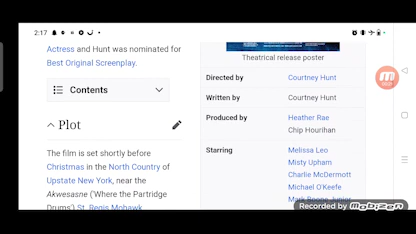 2:17
Actress and Hunt was nominated for
Best Original Screenplay.
Contents
Plot
The film is set shortly before
Christmas in the North Country of
Upstate New York, near the
Akwesasne ('Where the Partridge
Drums') St. Regis Mohawk
Theatrical release poster
Directed by Courtney Hunt
Written by Courtney Hunt
Produced by Heather Rae
Chip Hourihan
Starring Melissa Leo
Misty Upham
Charlie McDermott
Michael O'Keefe
Mark Boone Junior
Recorded by Mobizen